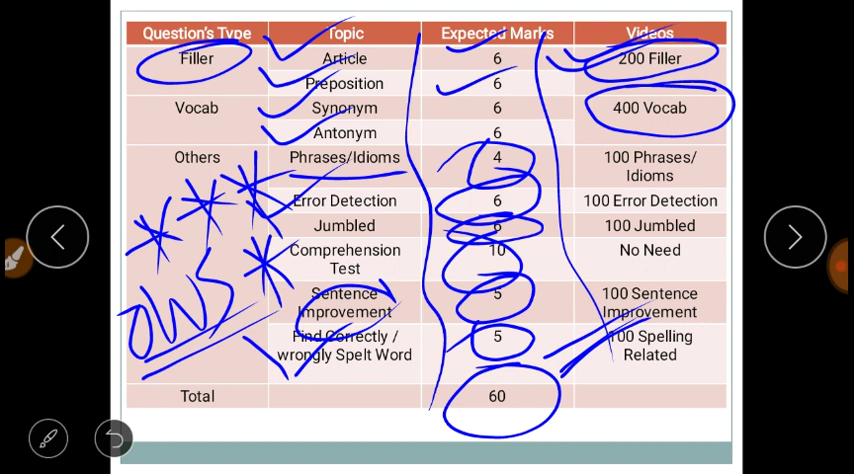 Question's Type Topic Expected Marks Videos
Filler Article 6 200 Filler
Preposition 6
Vocab Synonym 6 400 Vocab
Antonym 6
Others Phrases/Idioms 4 100 Phrases/
Idioms
Error Detection 6 100 Error Detection
Jumbled 6 100 Jumbled
Comprehension 10 No Need
Test
Sentence 5 100 Sentence
Improvement Improvement
Find Correctly / 5 100 Spelling
wrongly Spelt Word Related
Total 60